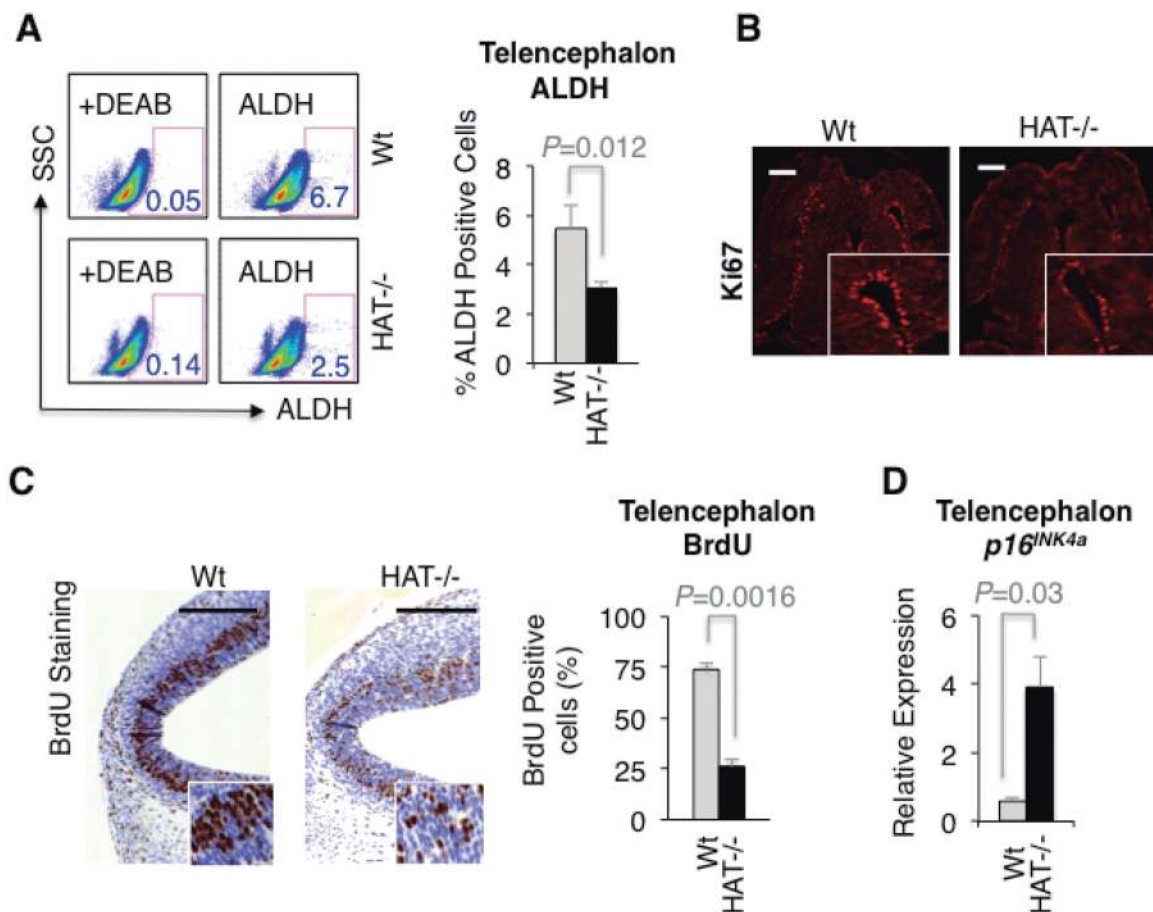 A
+DEAB
ALDH
0.05
6.7
Wt
+DEAB
ALDH
0.14
2.5
HAT-/-
SSC
ALDH
Telencephalon
ALDH
P=0.012
% ALDH Positive Cells
8
6
4
2
0
Wt
HAT-/-
B
Wt
HAT-/-
Ki67
C
Wt
HAT-/-
BrdU Staining
Telencephalon
BrdU
P=0.0016
BrdU Positive
cells (%)
100
75
50
25
0
Wt
HAT-/-
D
Telencephalon
p16INK4a
P=0.03
Relative Expression
6
4
2
0
Wt
HAT-/-